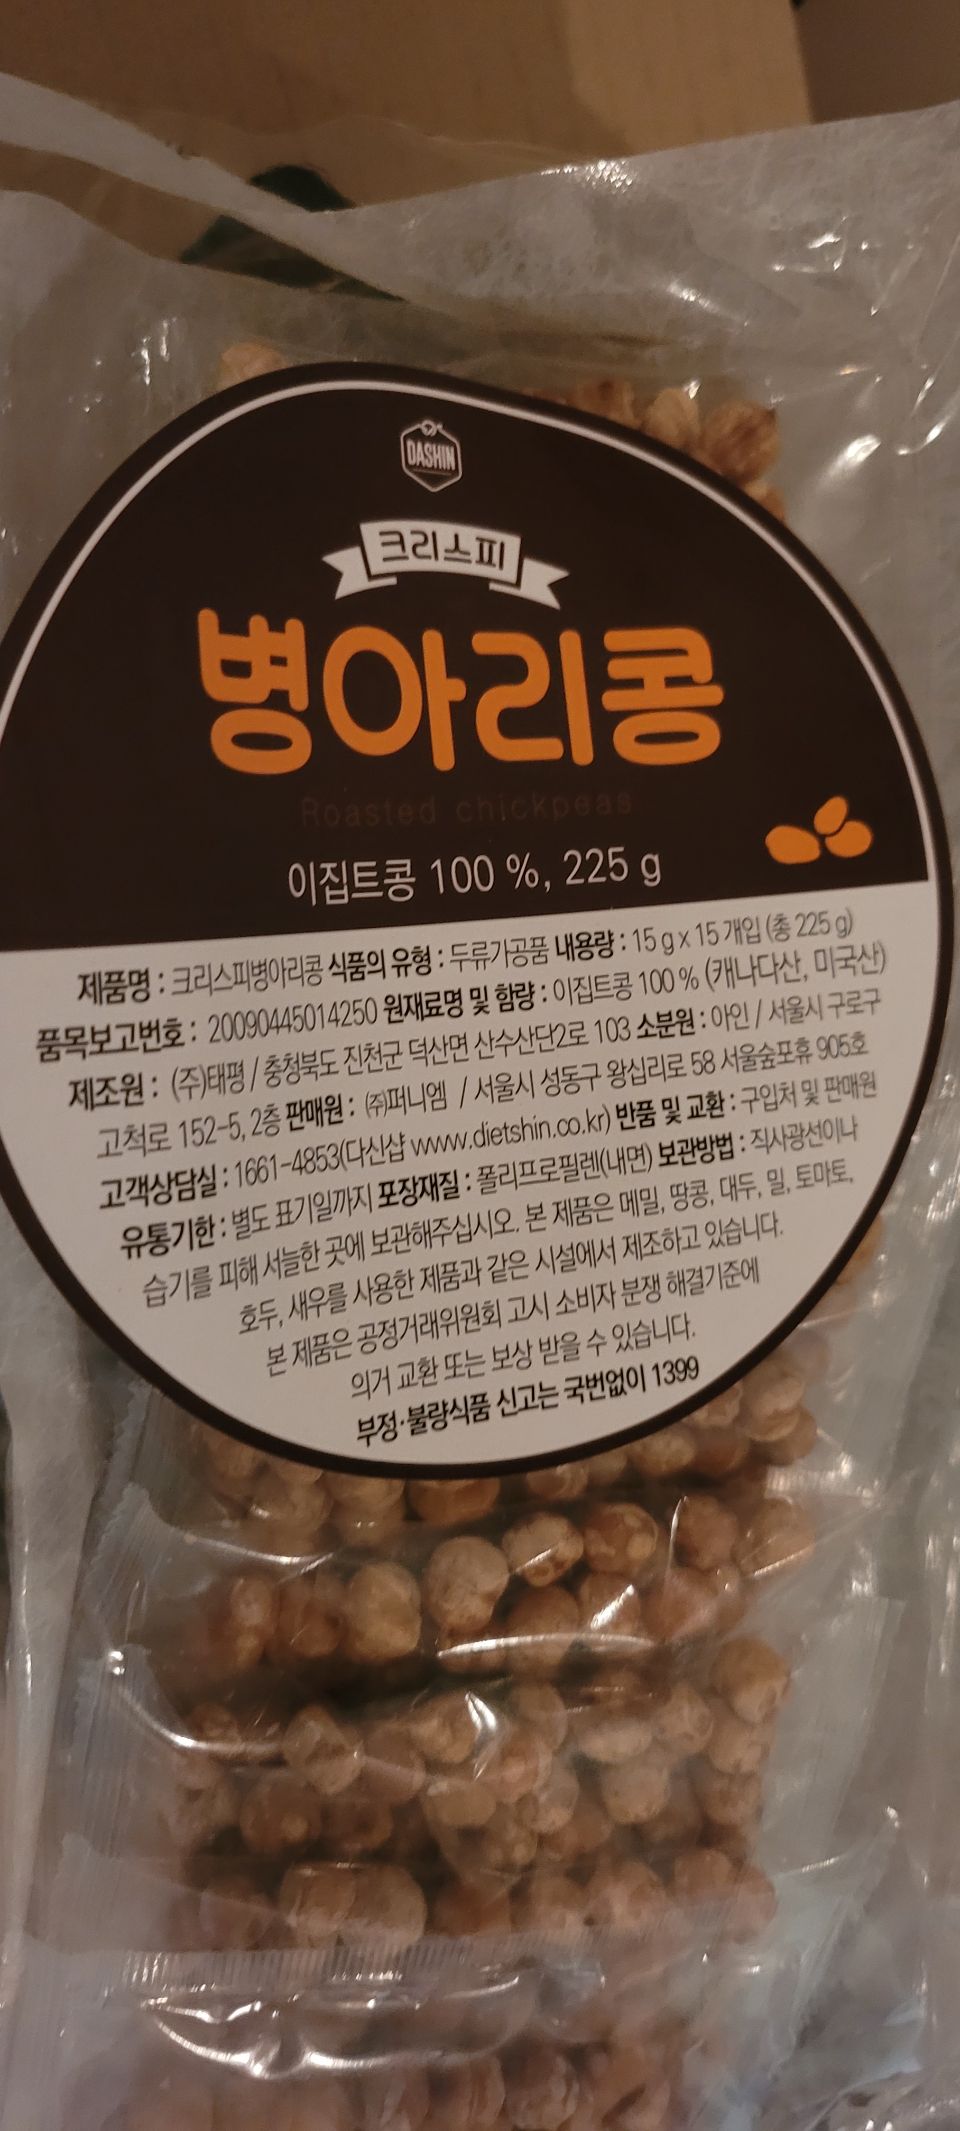 DASHIN
크리스피
병아리콩
Roasted chickpeas
이집트콩 100 %, 225 g
제품명 : 크리스피병아리콩 식품의 유형 : 두류가공품 내용량 : 15 g x 15 개입 (총 225 g)
품목보고번호 : 20090445014250 원재료명 및 함량 : 이집트콩 100 % (캐나다산, 미국산)
제조원 : (주)태평 / 충청북도 진천군 덕산면 산수산단2로 103 소분원 : 아인 / 서울시 구로구
고척로 152-5, 2층 판매원 : ㈜퍼니엠 / 서울시 성동구 왕십리로 58 서울숲포휴 905호
고객상담실 : 1661-4853(다신샵 www.dietshin.co.kr) 반품 및 교환 : 구입처 및 판매원
유통기한 : 별도 표기일까지 포장재질 : 폴리프로필렌(내면) 보관방법 : 직사광선이나
습기를 피해 서늘한 곳에 보관해주십시오. 본 제품은 메밀, 땅콩, 대두, 밀, 토마토,
호두, 새우를 사용한 제품과 같은 시설에서 제조하고 있습니다.
본 제품은 공정거래위원회 고시 소비자 분쟁 해결기준에
의거 교환 또는 보상 받을 수 있습니다.
부정·불량식품 신고는 국번없이 1399